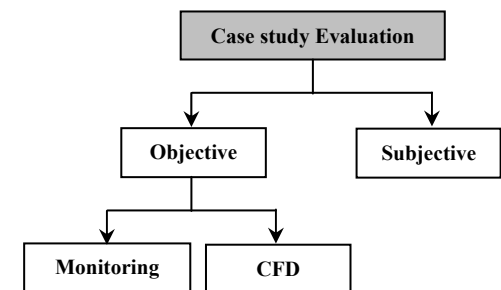 Case study Evaluation
Objective
Subjective
Monitoring
CFD